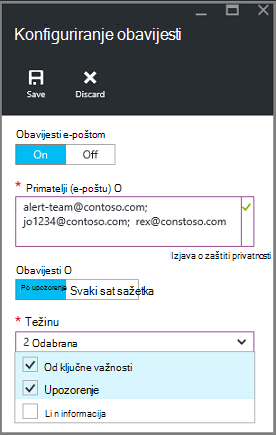 Konfiguriranje obavijesti
Save Discard
Obavijesti e-poštom
On Off
* Primatelji (e-poštu) O
alert-team@contoso.com;
jo1234@contoso.com; rex@constoso.com
Izjava o zaštiti privatnosti
Obavijesti O
Po upozorenje Svaki sat sažetka
* Težinu
2 Odabrana
Od ključne važnosti
Upozorenje
Li n informacija